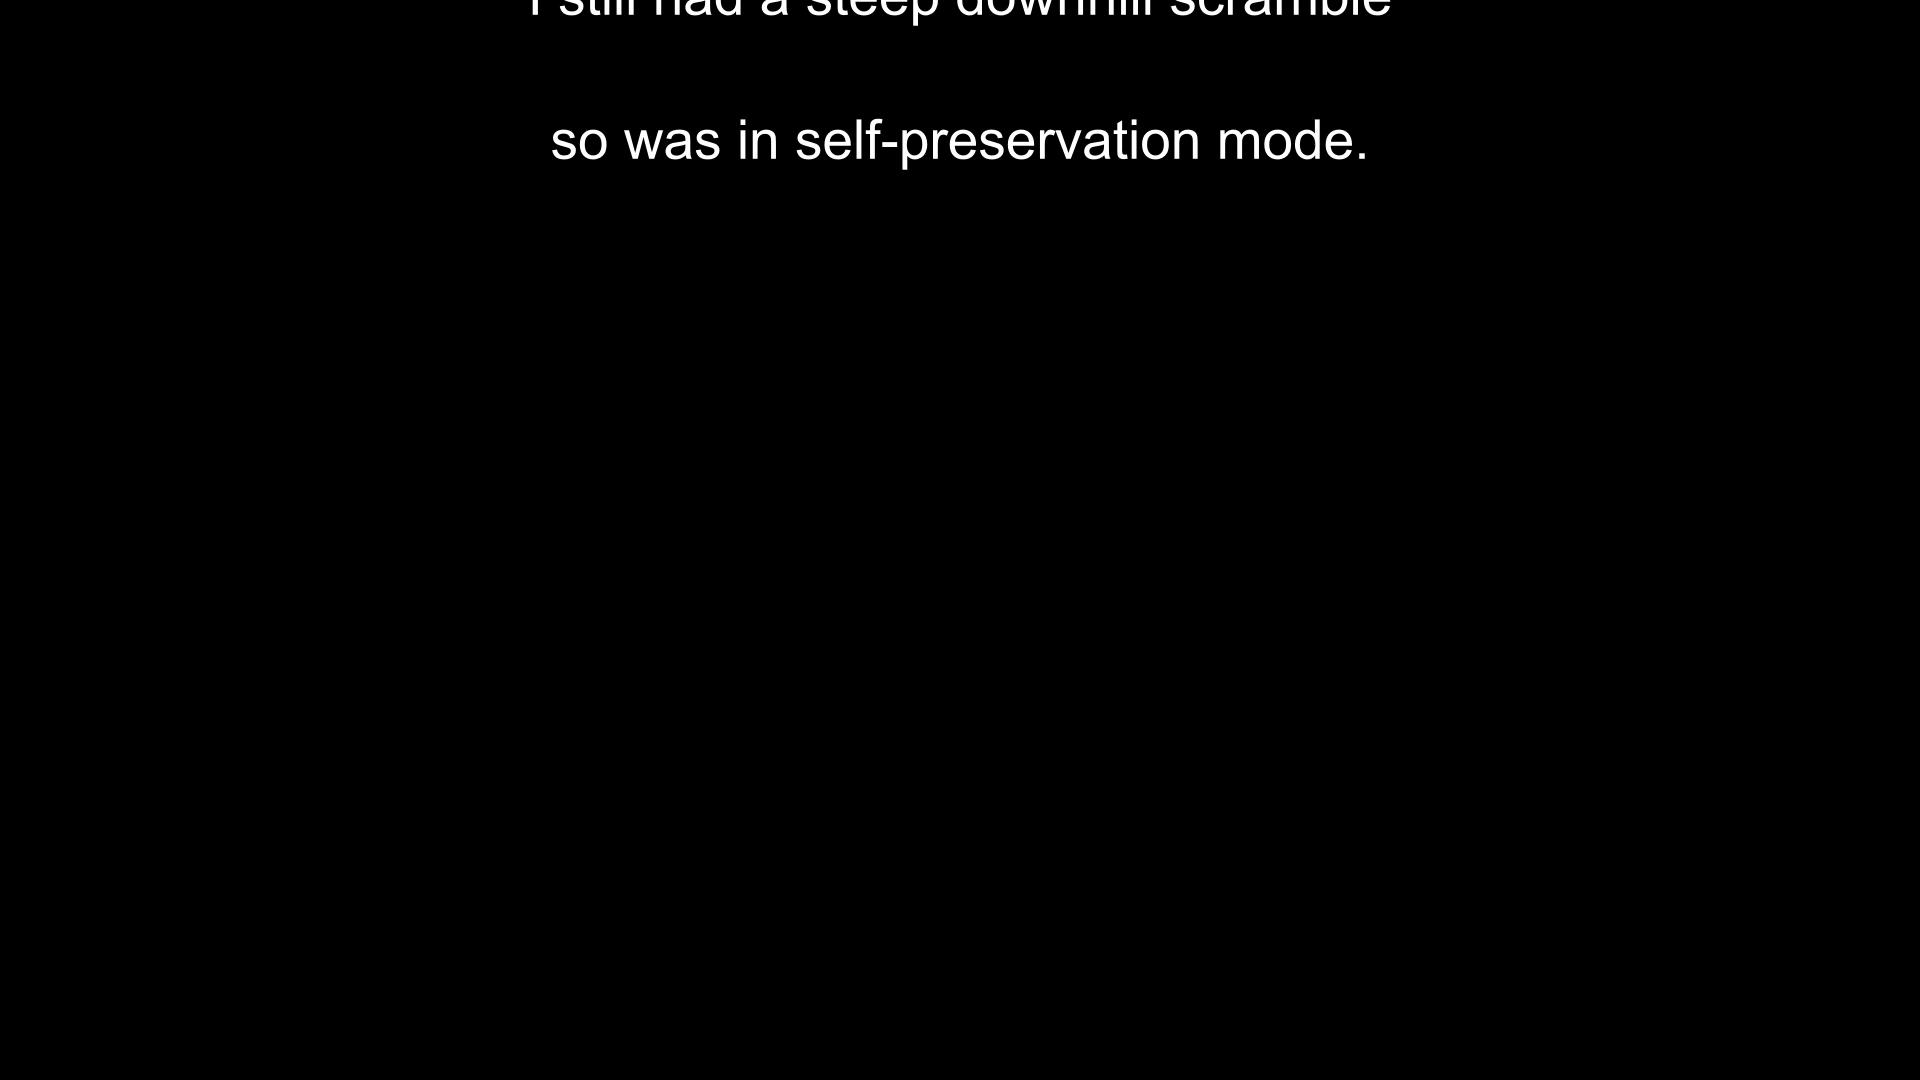 I still had a steep downhill scramble
so was in self-preservation mode.